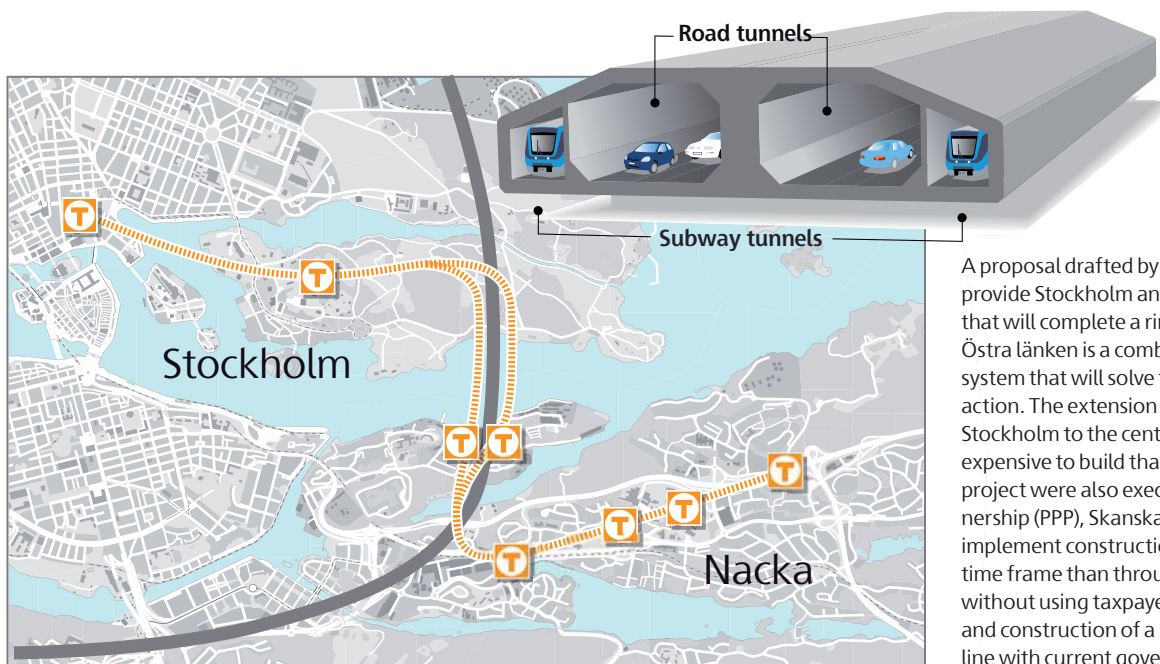 Road tunnels
Subway tunnels
T
T
Stockholm
T
T
T
T
T
T
Nacka
A proposal drafted by
provide Stockholm an
that will complete a rin
Östra länken is a comb
system that will solve t
action. The extension
Stockholm to the cent
expensive to build tha
project were also exec
nership (PPP), Skanska
implement constructio
time frame than throu
without using taxpaye
and construction of a
line with current gove